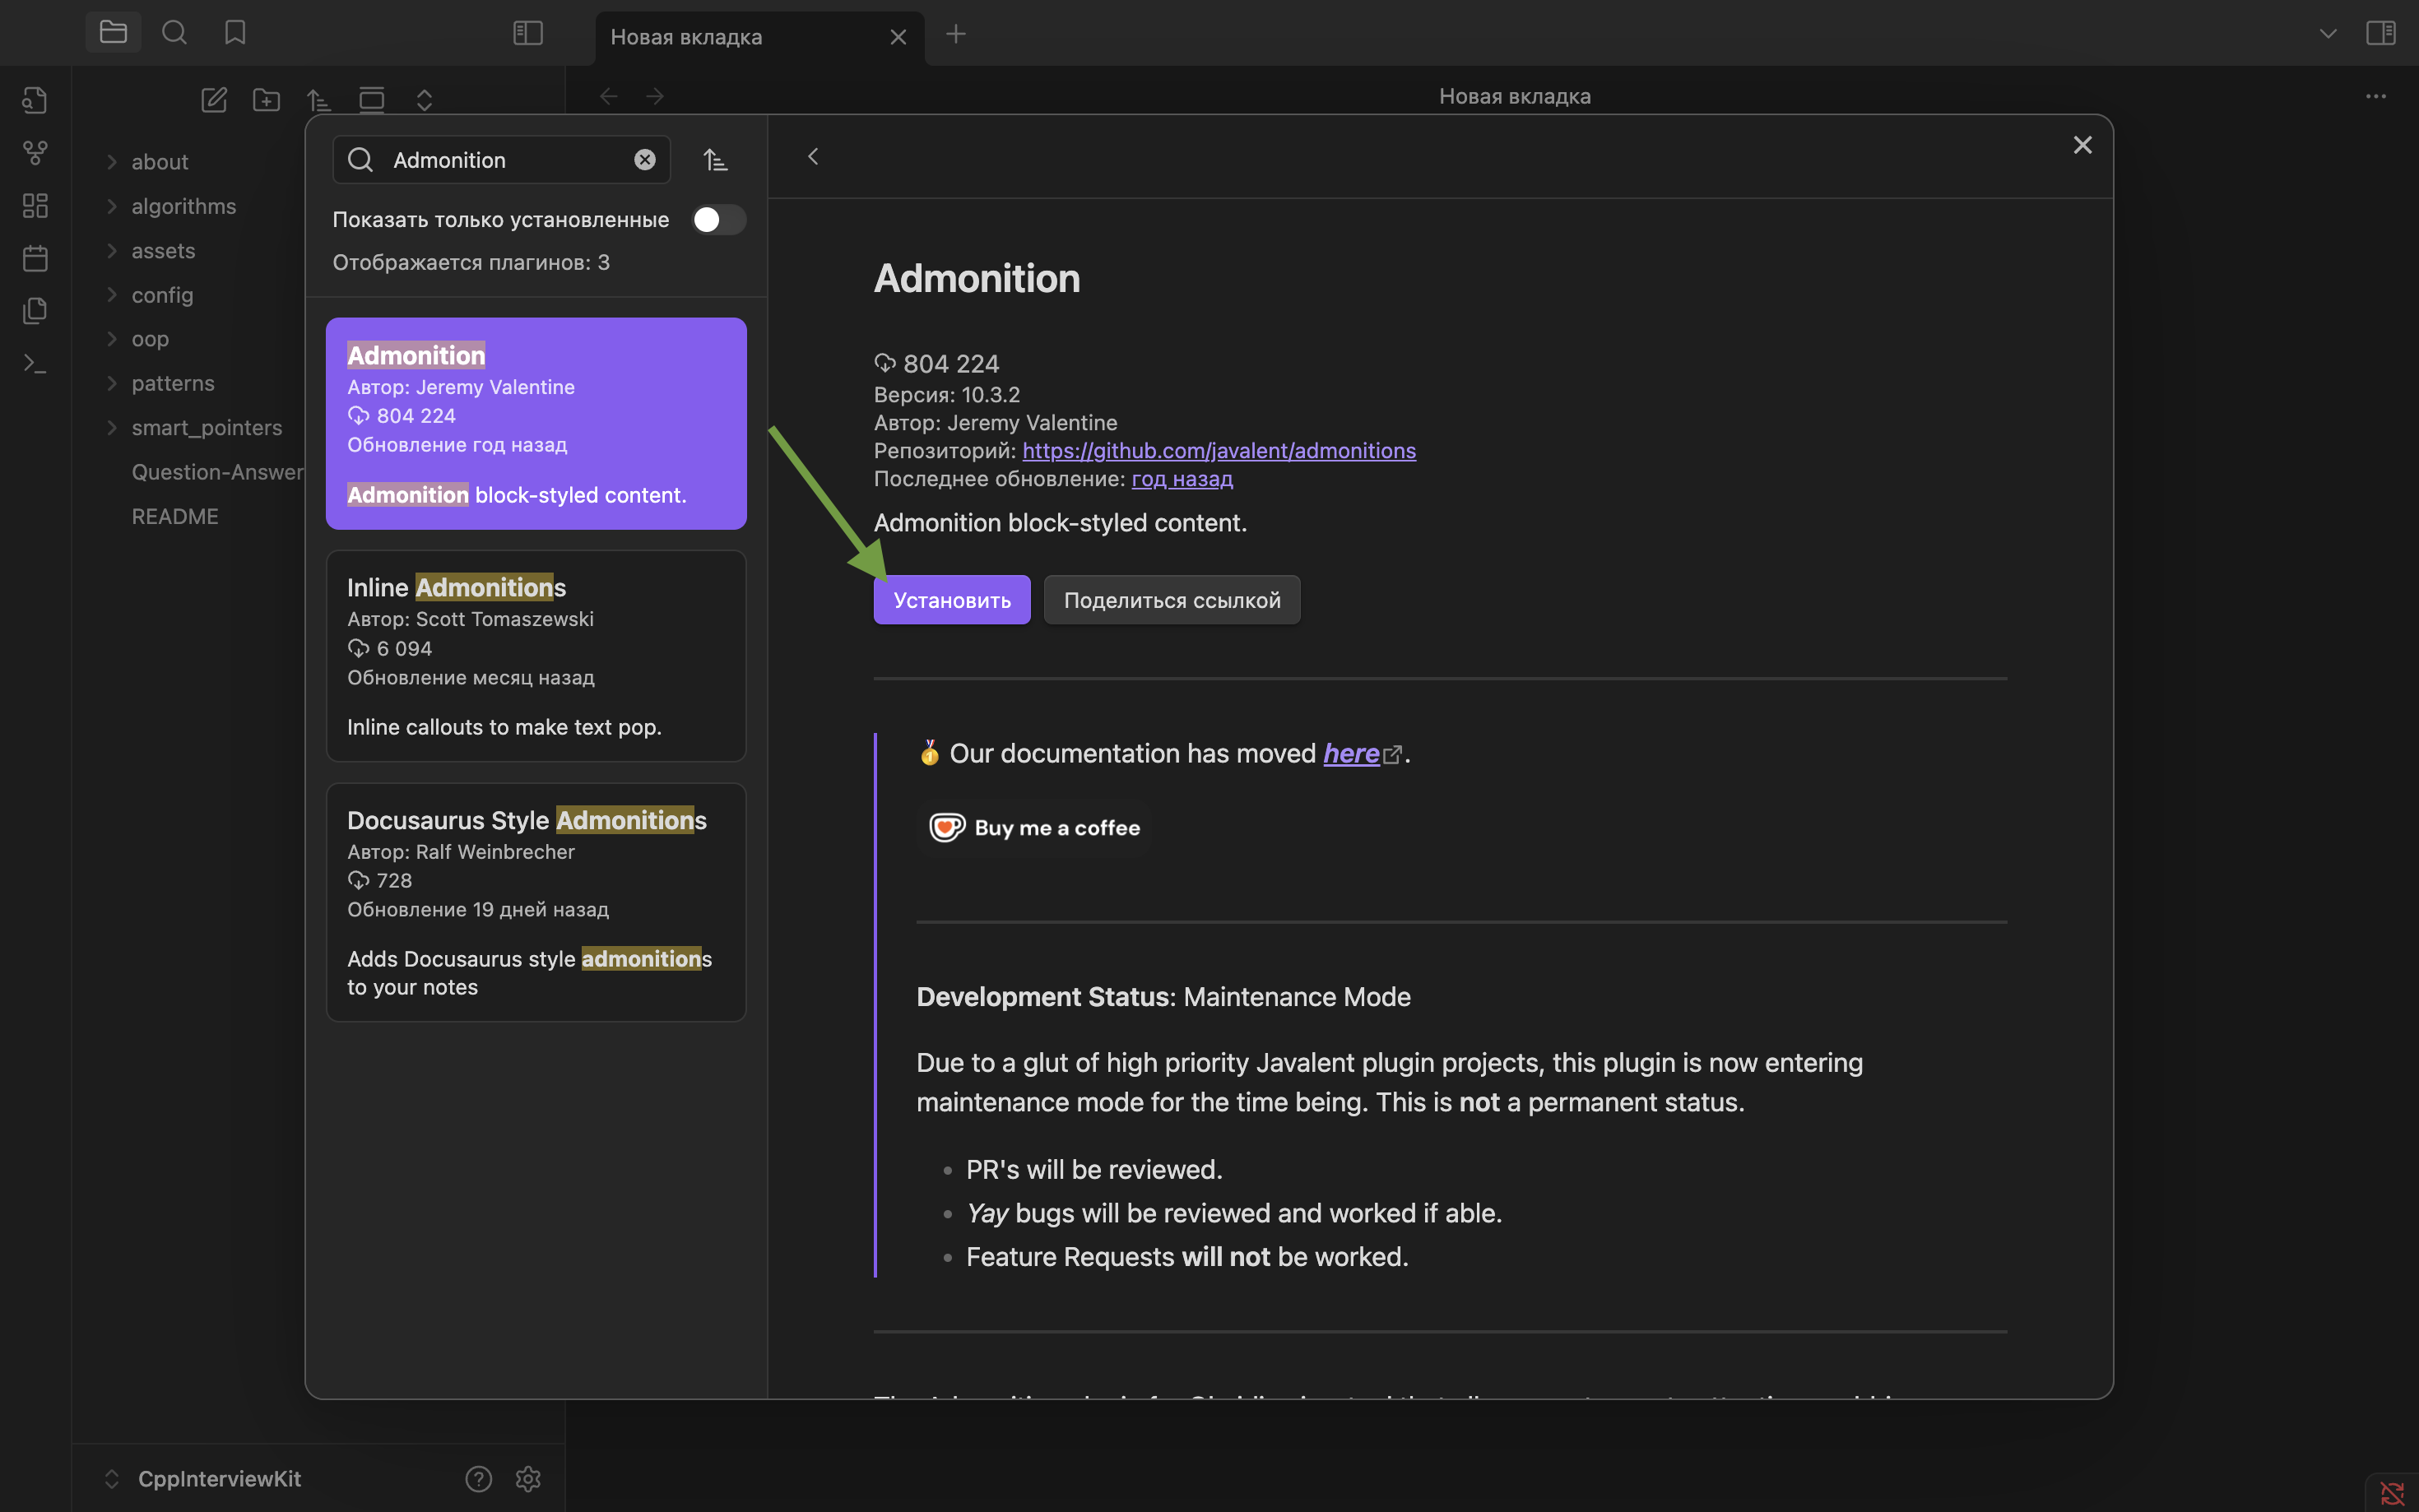 Новая вкладка
Новая вкладка
about
algorithms
assets
config
oop
patterns
smart_pointers
Question-Answer
README
CppInterviewKit
Admonition
Показать только установленные
Отображается плагинов: 3
Admonition
Автор: Jeremy Valentine
804 224
Обновление год назад
Admonition block-styled content.
Inline Admonitions
Автор: Scott Tomaszewski
6 094
Обновление месяц назад
Inline callouts to make text pop.
Docusaurus Style Admonitions
Автор: Ralf Weinbrecher
728
Обновление 19 дней назад
Adds Docusaurus style admonitions
to your notes
Admonition
804 224
Версия: 10.3.2
Автор: Jeremy Valentine
Репозиторий: https://github.com/javalent/admonitions
Последнее обновление: год назад
Admonition block-styled content.
Установить
Поделиться ссылкой
Our documentation has moved here.
Buy me a coffee
Development Status: Maintenance Mode
Due to a glut of high priority Javalent plugin projects, this plugin is now entering
maintenance mode for the time being. This is not a permanent status.
PR's will be reviewed.
Yay bugs will be reviewed and worked if able.
Feature Requests will not be worked.